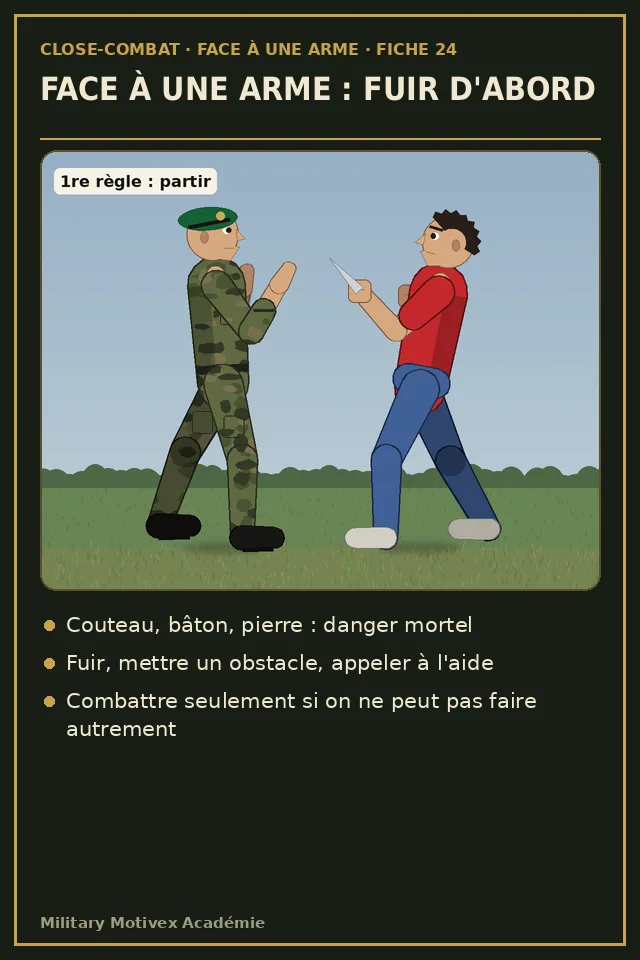 CLOSE-COMBAT · FACE À UNE ARME · FICHE 24
FACE À UNE ARME : FUIR D'ABORD
1re règle : partir
Couteau, bâton, pierre : danger mortel
Fuir, mettre un obstacle, appeler à l'aide
Combattre seulement si on ne peut pas faire
autrement
Military Motivex Académie